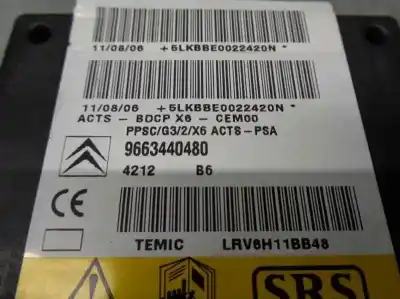 11/08/06 +5LKBBE0022420N*
11/08/06 +5LKBBE0022420N*
ACTS - BDCP X6 - CEM00
PPSC/G3/2/X6 ACTS-PSA
9663440480
4212 B6
CE
TEMIC LRV6H11BB48
SRS